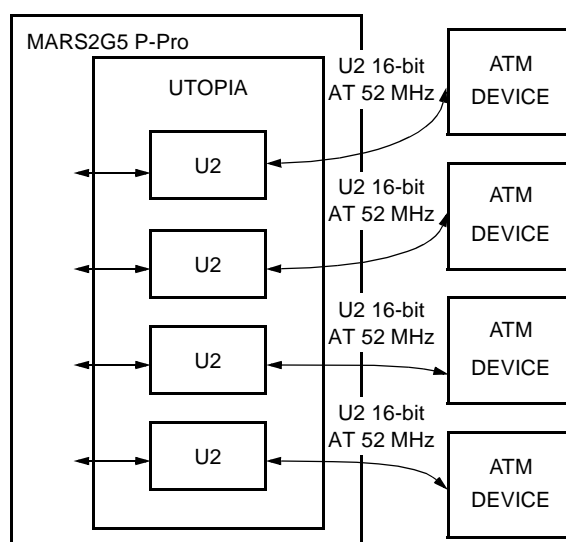 MARS2G5 P-Pro
UTOPIA
U2 16-bit
AT 52 MHz
ATM
DEVICE
U2
U2 16-bit
AT 52 MHz
ATM
DEVICE
U2
U2 16-bit
AT 52 MHz
ATM
DEVICE
U2
U2 16-bit
AT 52 MHz
ATM
DEVICE
U2